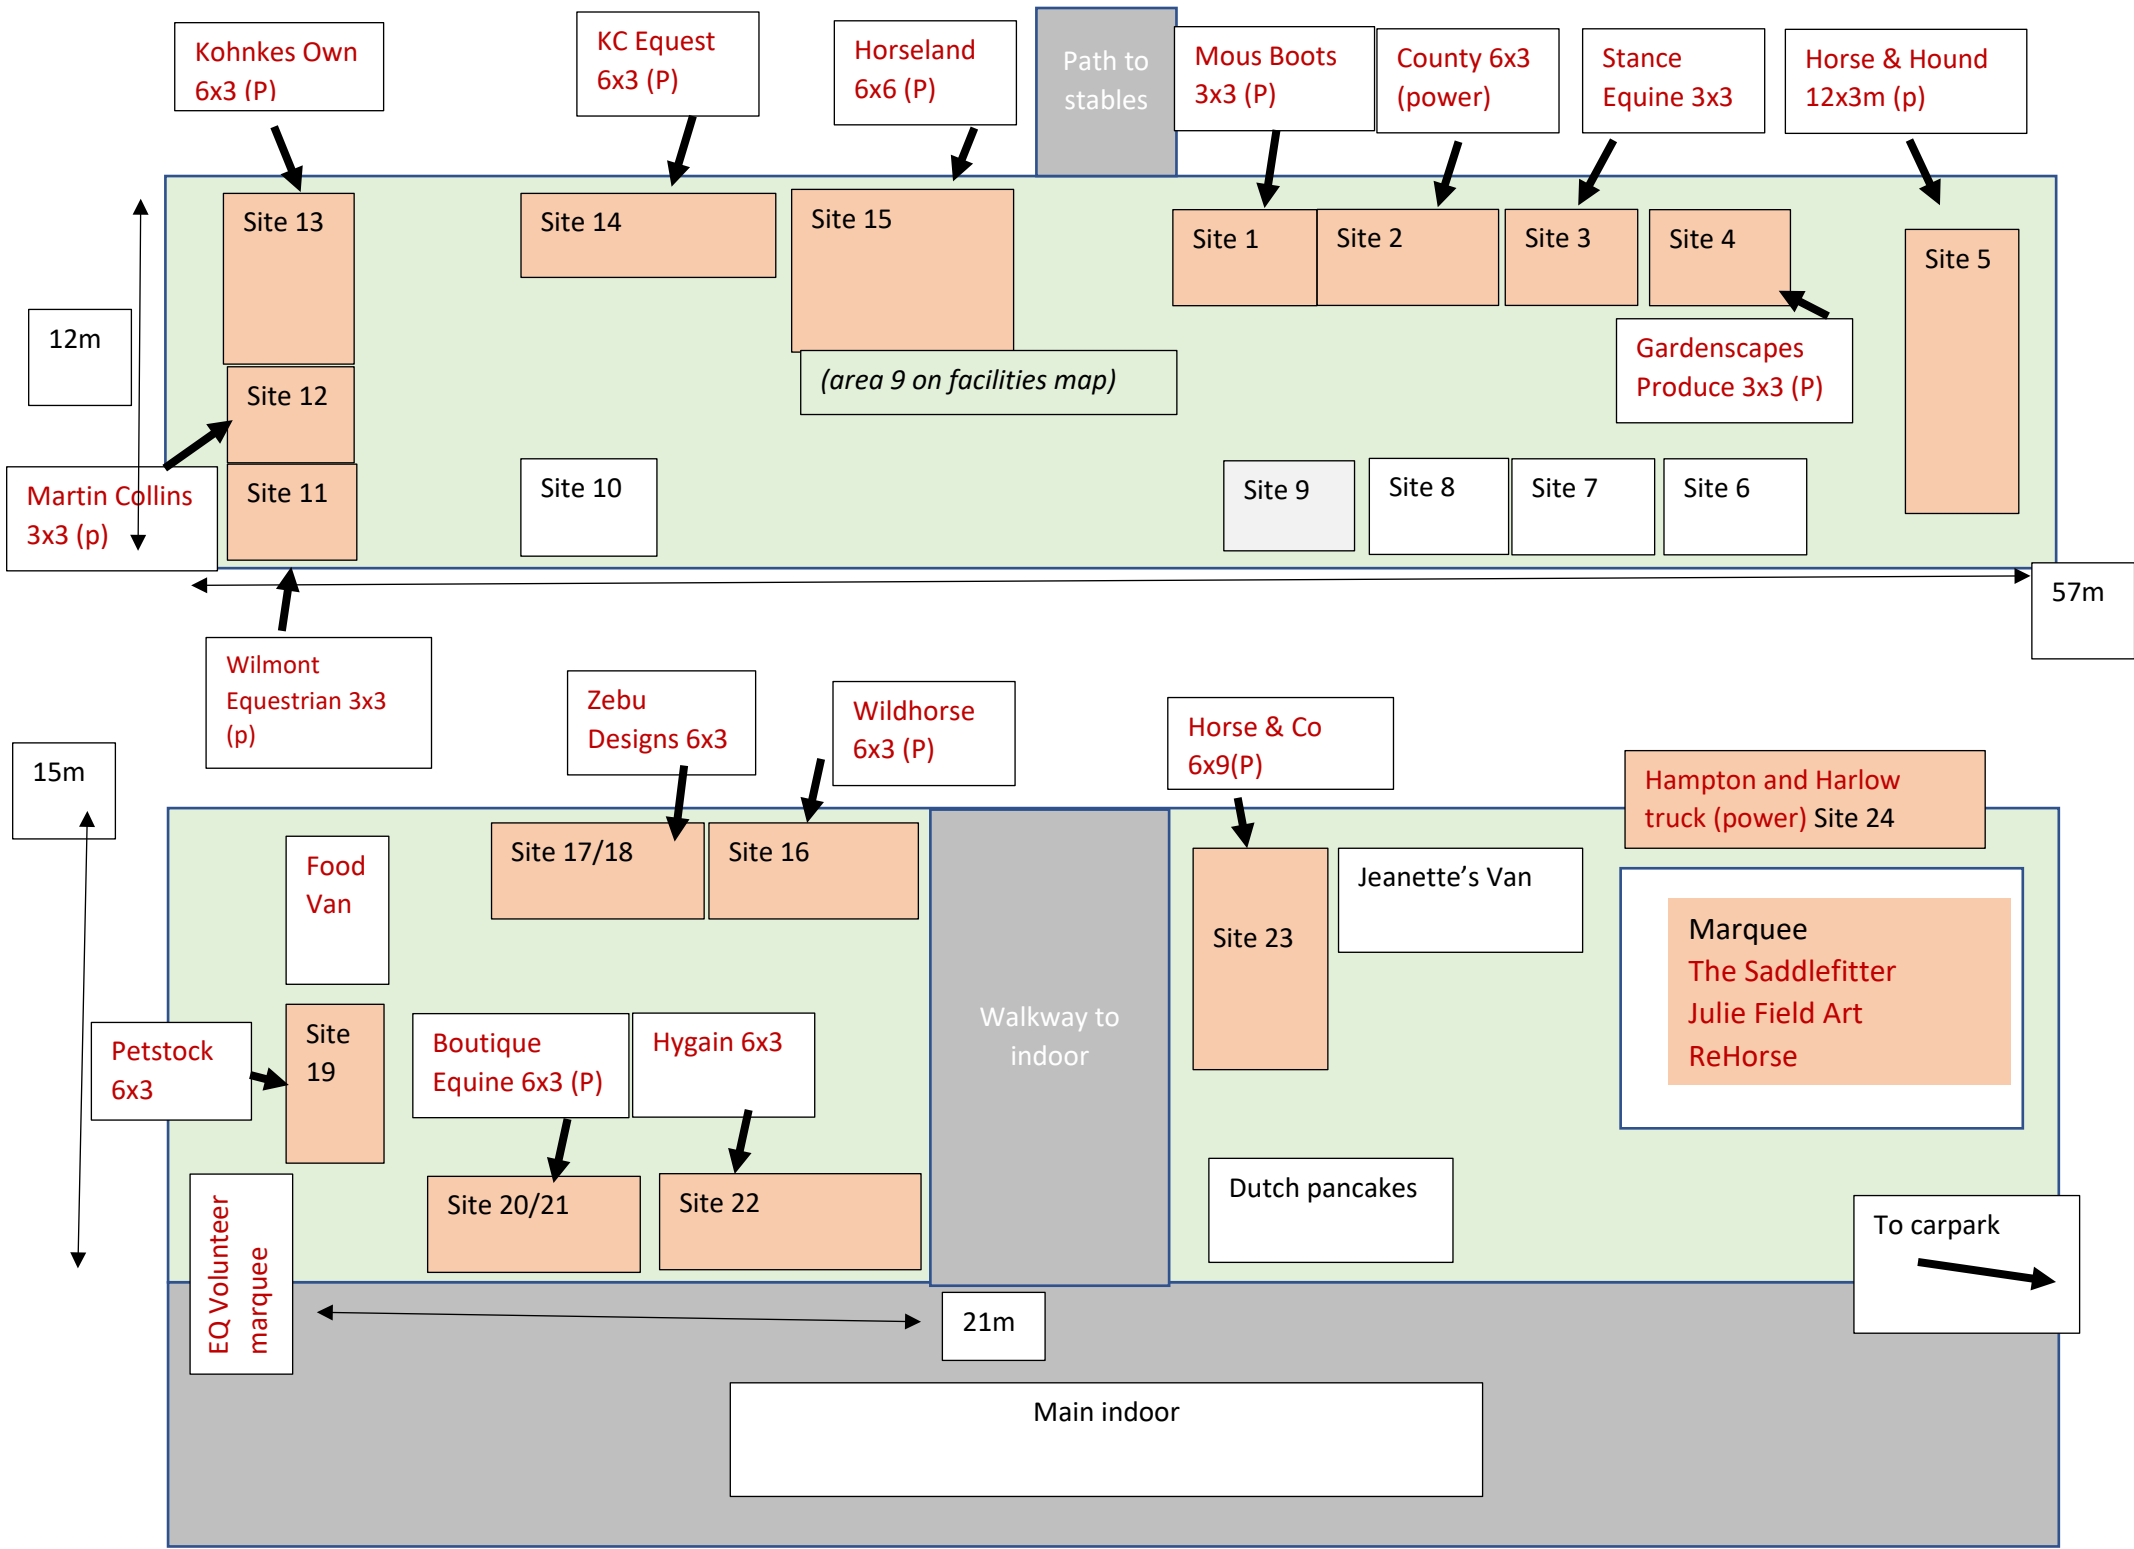 Kohnkes Own
6x3 (P)
KC Equest
6x3 (P)
Horseland
6x6 (P)
Path to
stables
Mous Boots
3x3 (P)
County 6x3
(power)
Stance
Equine 3x3
Horse & Hound
12x3m (p)
Site 13
Site 14
Site 15
Site 1
Site 2
Site 3
Site 4
Site 5
12m
Gardenscapes
Produce 3x3 (P)
(area 9 on facilities map)
Site 12
Martin Collins
3x3 (p)
Site 11
Site 10
Site 9
Site 8
Site 7
Site 6
57m
Wilmont
Equestrian 3x3
(p)
Zebu
Designs 6x3
Wildhorse
6x3 (P)
Horse & Co
6x9(P)
15m
Hampton and Harlow
truck (power) Site 24
Food
Van
Site 17/18
Site 16
Site 23
Jeanette's Van
Marquee
The Saddlefitter
Julie Field Art
ReHorse
Petstock
6x3
Site
19
Boutique
Equine 6x3 (P)
Hygain 6x3
Walkway to
indoor
Site 20/21
Site 22
Dutch pancakes
To carpark
EQ Volunteer
marquee
21m
Main indoor